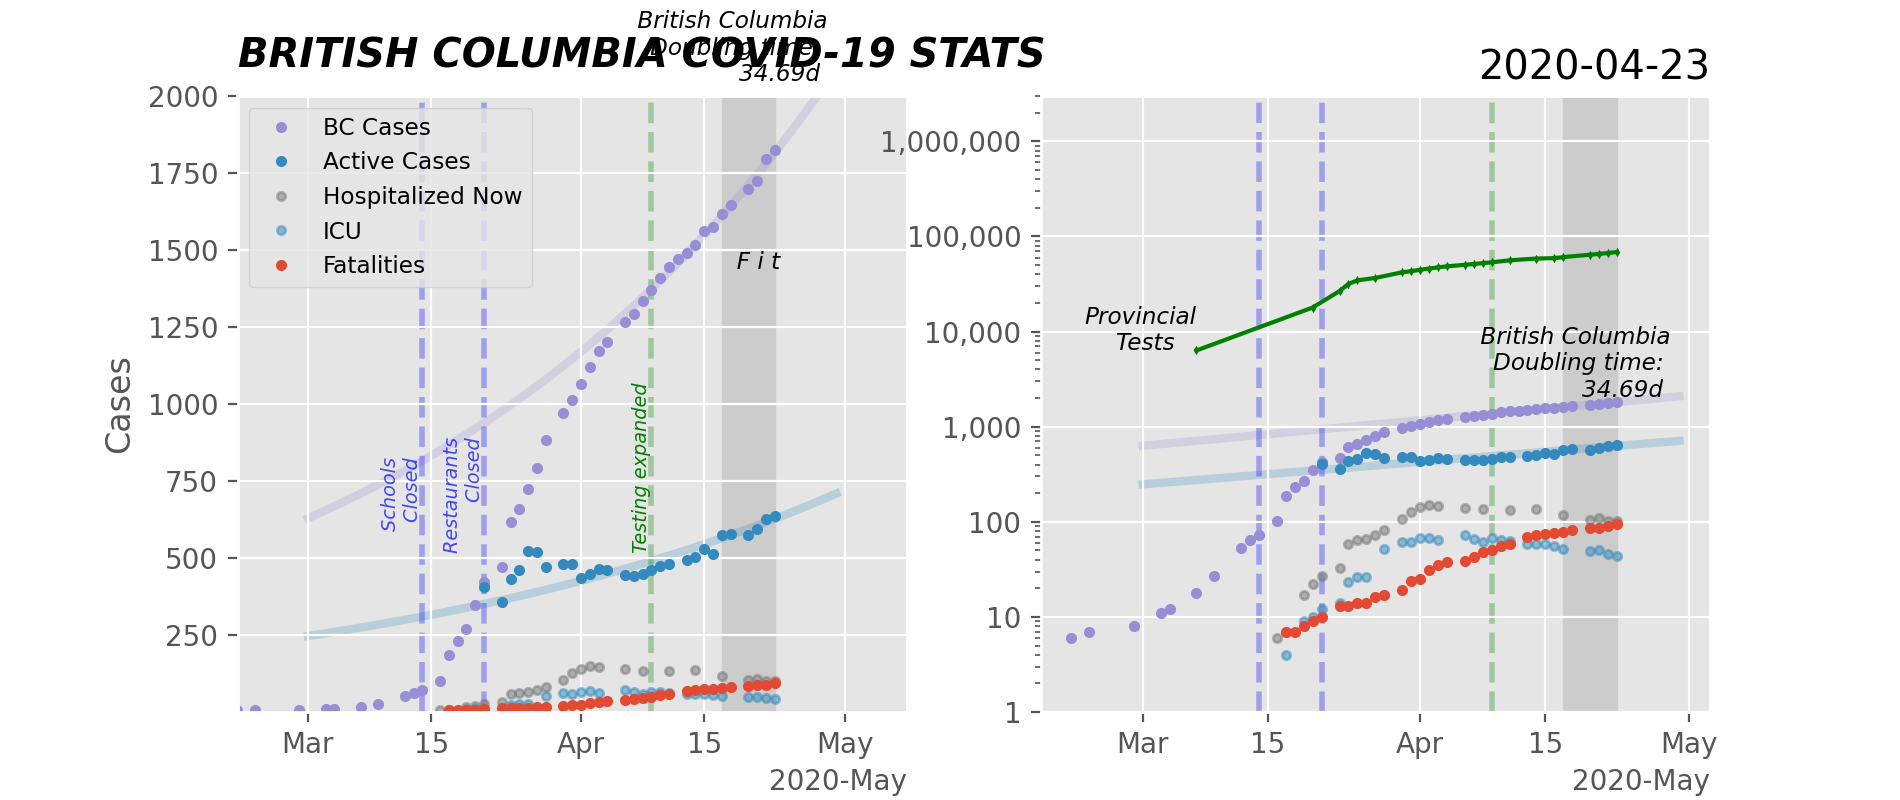 British Columbia
Doubling time:
34.69d
BRITISH COLUMBIA COVID-19 STATS
2020-04-23
2000
1750
1500
1250
1000
750
500
250
Cases
BC Cases
Active Cases
Hospitalized Now
ICU
Fatalities
F i t
Schools
Closed
Restaurants
Closed
Testing expanded
Mar
15
Apr
15
May
2020-May
1,000,000
100,000
10,000
1,000
100
10
1
Provincial
Tests
British Columbia
Doubling time:
34.69d
Mar
15
Apr
15
May
2020-May